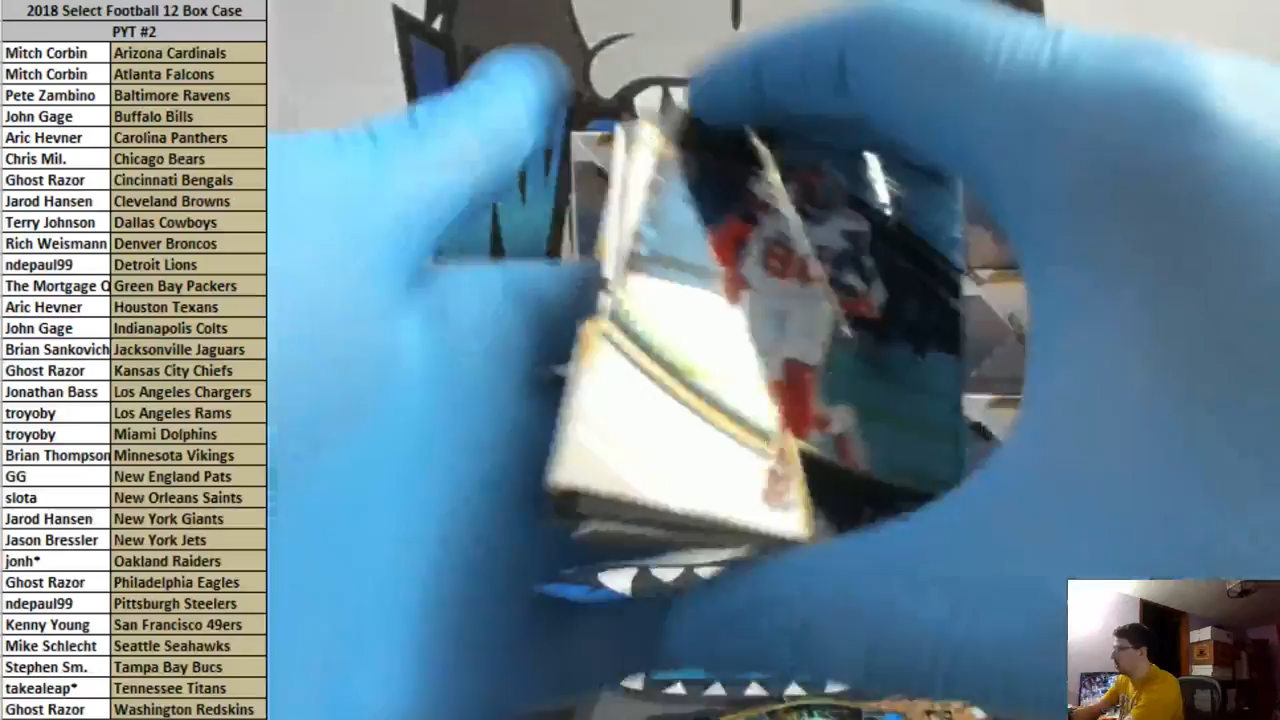 2018 Select Football 12 Box Case
PYT #2
Mitch Corbin Arizona Cardinals
Mitch Corbin Atlanta Falcons
Pete Zambino Baltimore Ravens
John Gage Buffalo Bills
Aric Hevner Carolina Panthers
Chris Mil. Chicago Bears
Ghost Razor Cincinnati Bengals
Jarod Hansen Cleveland Browns
Terry Johnson Dallas Cowboys
Rich Weismann Denver Broncos
ndepaul99 Detroit Lions
The Mortgage Q Green Bay Packers
Aric Hevner Houston Texans
John Gage Indianapolis Colts
Brian Sankovich Jacksonville Jaguars
Ghost Razor Kansas City Chiefs
Jonathan Bass Los Angeles Chargers
troyoby Los Angeles Rams
troyoby Miami Dolphins
Brian Thompson Minnesota Vikings
GG New England Pats
slota New Orleans Saints
Jarod Hansen New York Giants
Jason Bressler New York Jets
jonh* Oakland Raiders
Ghost Razor Philadelphia Eagles
ndepaul99 Pittsburgh Steelers
Kenny Young San Francisco 49ers
Mike Schlecht Seattle Seahawks
Stephen Sm. Tampa Bay Bucs
takealeap* Tennessee Titans
Ghost Razor Washington Redskins